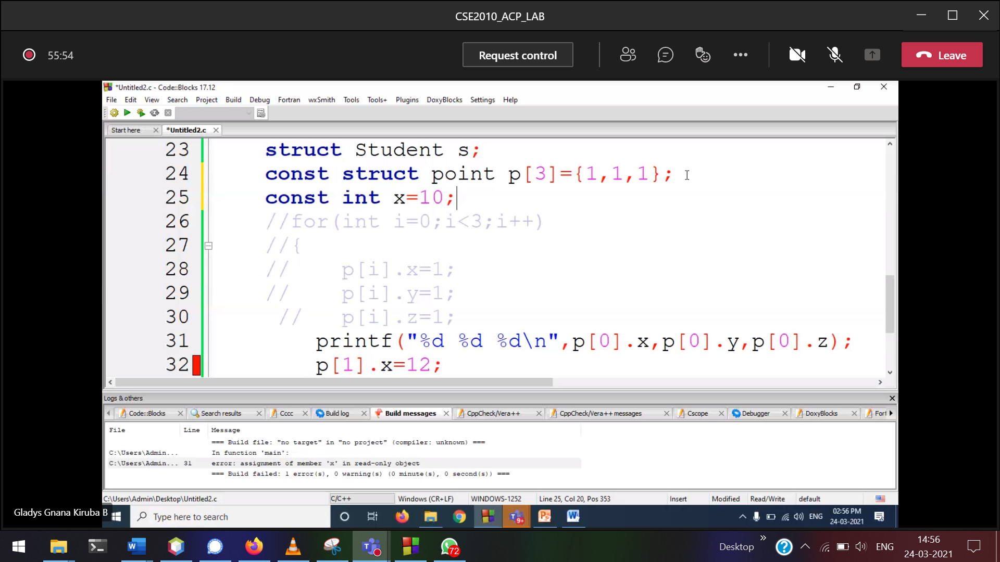 CSE2010_ACP_LAB
55:54
Request control
Leave
*Untitled2.c - Code::Blocks 17.12
File Edit View Search Project Build Debug Fortran wxSmith Tools Tools+ Plugins DoxyBlocks Settings Help
Start here *Untitled2.c
23 struct Student s;
24 const struct point p[3]={1,1,1};
25 const int x=10;
26 //for(int i=0;i<3;i++)
27 //{
28 // p[i].x=1;
29 // p[i].y=1;
30 // p[i].z=1;
31 printf("%d %d %d\n",p[0].x,p[0].y,p[0].z);
32 p[1].x=12;
Logs & others
Code::Blocks Search results Cccc Build log Build messages CppCheck/Vera++ CppCheck/Vera++ messages Cscope Debugger DoxyBlocks Fort
File Line Message
=== Build file: "no target" in "no project" (compiler: unknown) ===
C:\Users\Admin... In function 'main':
C:\Users\Admin... 31 error: assignment of member 'x' in read-only object
=== Build failed: 1 error(s), 0 warning(s) (0 minute(s), 0 second(s)) ===
C:\Users\Admin\Desktop\Untitled2.c C/C++ Windows (CR+LF) WINDOWS-1252 Line 25, Col 20, Pos 353 Insert Modified Read/Write default
Gladys Gnana Kiruba B
Type here to search
9+
ENG
02:56 PM
24-03-2021
72
Desktop
ENG
14:56
24-03-2021